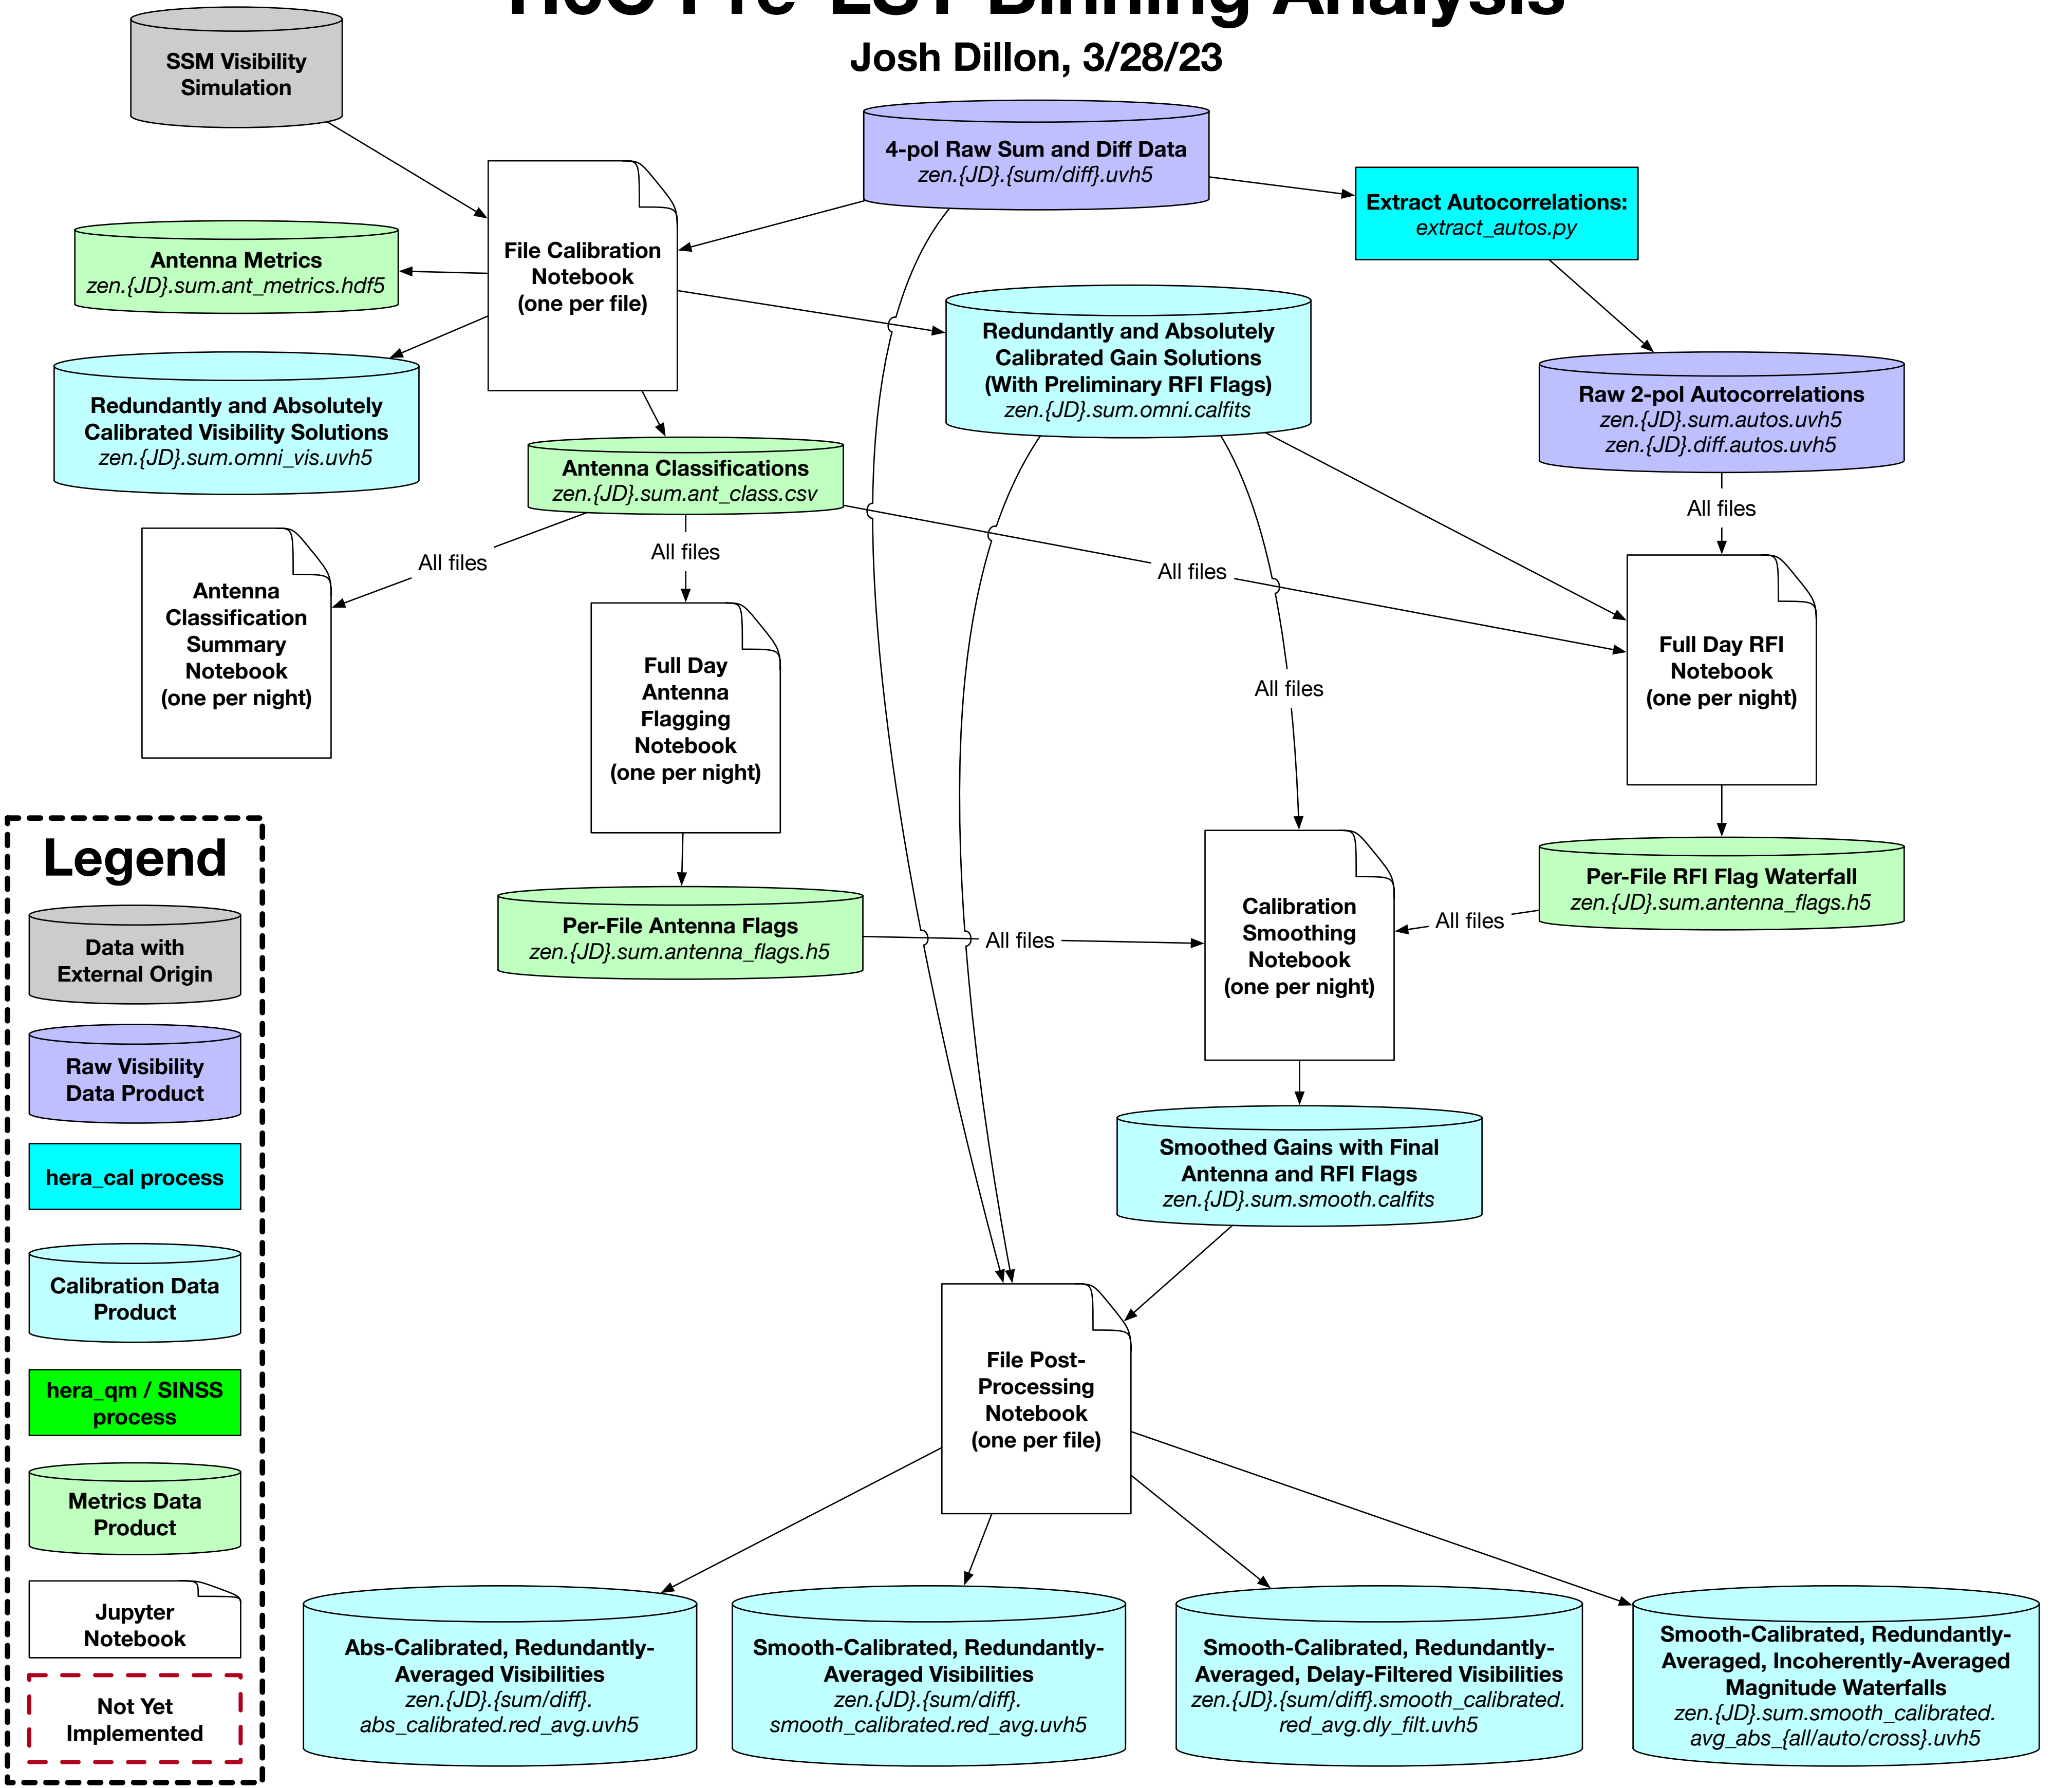 H6C Pre-LST Binning Analysis
Josh Dillon, 3/28/23
SSM Visibility
Simulation
4-pol Raw Sum and Diff Data
zen.{JD}.{sum/diff}.uvh5
Extract Autocorrelations:
extract_autos.py
File Calibration
Notebook
(one per file)
Antenna Metrics
zen.{JD}.sum.ant_metrics.hdf5
Redundantly and Absolutely
Calibrated Gain Solutions
(With Preliminary RFI Flags)
zen.{JD}.sum.omni.calfits
Redundantly and Absolutely
Calibrated Visibility Solutions
zen.{JD}.sum.omni_vis.uvh5
Raw 2-pol Autocorrelations
zen.{JD}.sum.autos.uvh5
zen.{JD}.diff.autos.uvh5
Antenna Classifications
zen.{JD}.sum.ant_class.csv
All files
All files
All files
All files
Antenna
Classification
Summary
Notebook
(one per night)
Full Day
Antenna
Flagging
Notebook
(one per night)
All files
Full Day RFI
Notebook
(one per night)
Per-File Antenna Flags
zen.{JD}.sum.antenna_flags.h5
All files
Calibration
Smoothing
Notebook
(one per night)
All files
Per-File RFI Flag Waterfall
zen.{JD}.sum.antenna_flags.h5
Smoothed Gains with Final
Antenna and RFI Flags
zen.{JD}.sum.smooth.calfits
File Post-
Processing
Notebook
(one per file)
Abs-Calibrated, Redundantly-
Averaged Visibilities
zen.{JD}.{sum/diff}.
abs_calibrated.red_avg.uvh5
Smooth-Calibrated, Redundantly-
Averaged Visibilities
zen.{JD}.{sum/diff}.
smooth_calibrated.red_avg.uvh5
Smooth-Calibrated, Redundantly-
Averaged, Delay-Filtered Visibilities
zen.{JD}.{sum/diff}.smooth_calibrated.
red_avg.dly_filt.uvh5
Smooth-Calibrated, Redundantly-
Averaged, Incoherently-Averaged
Magnitude Waterfalls
zen.{JD}.sum.smooth_calibrated.
avg_abs_{all/auto/cross}.uvh5
Legend
Data with
External Origin
Raw Visibility
Data Product
hera_cal process
Calibration Data
Product
hera_qm / SINSS
process
Metrics Data
Product
Jupyter
Notebook
Not Yet
Implemented